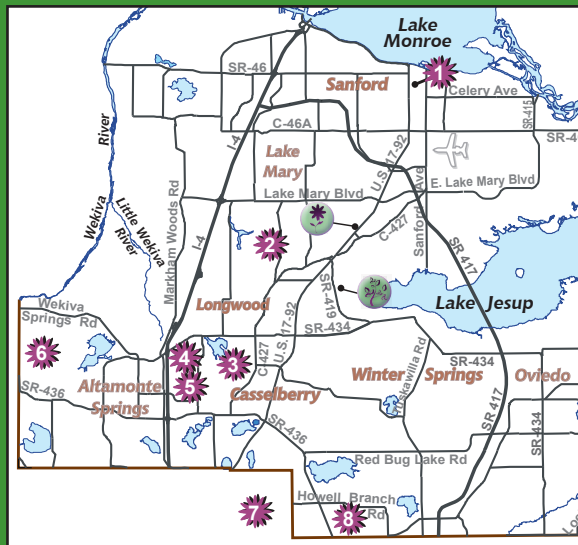 Lake
Monroe
1
SR-46
Sanford
Celery Ave
SR-415
I-4
C-46A
U.S. 17-92
SR-4
River
Lake
Mary
Markham Woods Rd
Lake Mary Blvd
E. Lake Mary Blvd
Sanford Ave
Wekiva
Little Wekiva
River
I-4
2
C-427
SR 417
SR-419
Longwood
U.S. 17-92
Lake Jesup
Wekiva
Springs Rd
SR-434
C-427
6
4
3
5
SR-436
Altamonte
Springs
Casselberry
Winter Springs
Tuskawilla Rd
SR-434
Oviedo
SR 417
SR-434
SR-436
Red Bug Lake Rd
7
Howell Branch
Rd
8